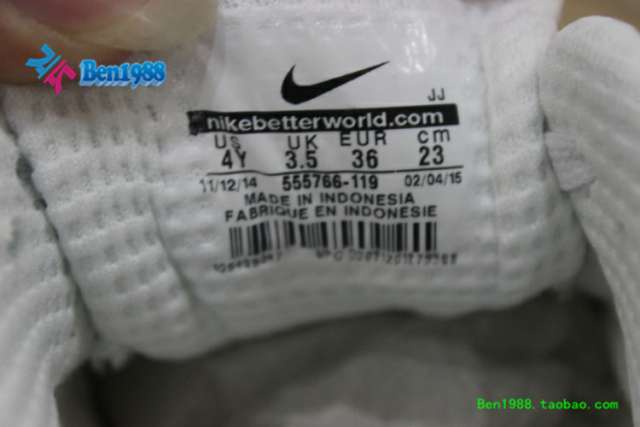 Ben1988
JJ
nikebetterworld.com
US UK EUR cm
4Y 3.5 36 23
11/12/14 555766-119 02/04/15
MADE IN INDONESIA
FABRIQUE EN INDONESIE
Ben1988.taobao.com